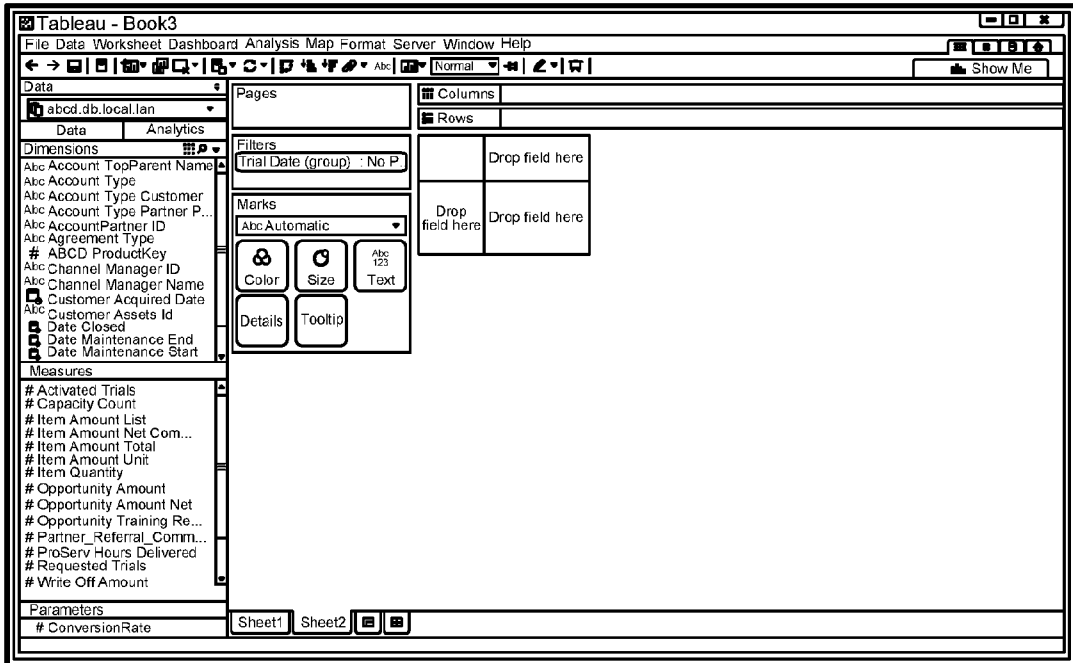 Tableau - Book3
File Data Worksheet Dashboard Analysis Map Format Server Window Help
Abc Normal
Show Me
Data
abcd.db.local.lan
Data Analytics
Dimensions
Abc Account TopParent Name
Abc Account Type
Abc Account Type Customer
Abc Account Type Partner P...
Abc AccountPartner ID
Abc Agreement Type
# ABCD ProductKey
Abc Channel Manager ID
Abc Channel Manager Name
Customer Acquired Date
Abc Customer Assets Id
Date Closed
Date Maintenance End
Date Maintenance Start
Measures
# Activated Trials
# Capacity Count
# Item Amount List
# Item Amount Net Com...
# Item Amount Total
# Item Amount Unit
# Item Quantity
# Opportunity Amount
# Opportunity Amount Net
# Opportunity Training Re...
# Partner_Referral_Comm...
# ProServ Hours Delivered
# Requested Trials
# Write Off Amount
Parameters
# ConversionRate
Pages
Filters
Trial Date (group) : No P...
Marks
Abc Automatic
Color Size Abc 123 Text
Details Tooltip
Columns
Rows
Drop field here
Drop field here
Drop field here
Sheet1 Sheet2